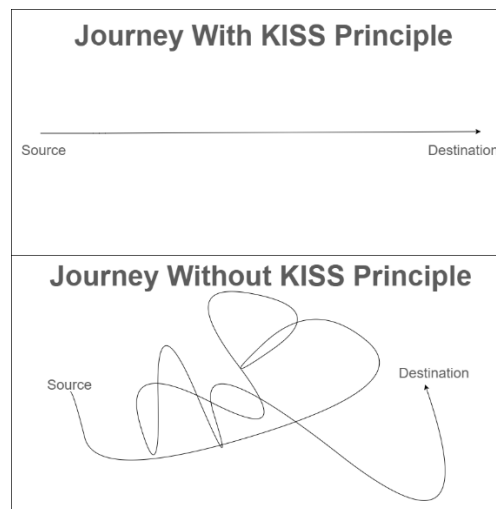 Journey With KISS Principle
Source
Destination
Journey Without KISS Principle
Source
Destination